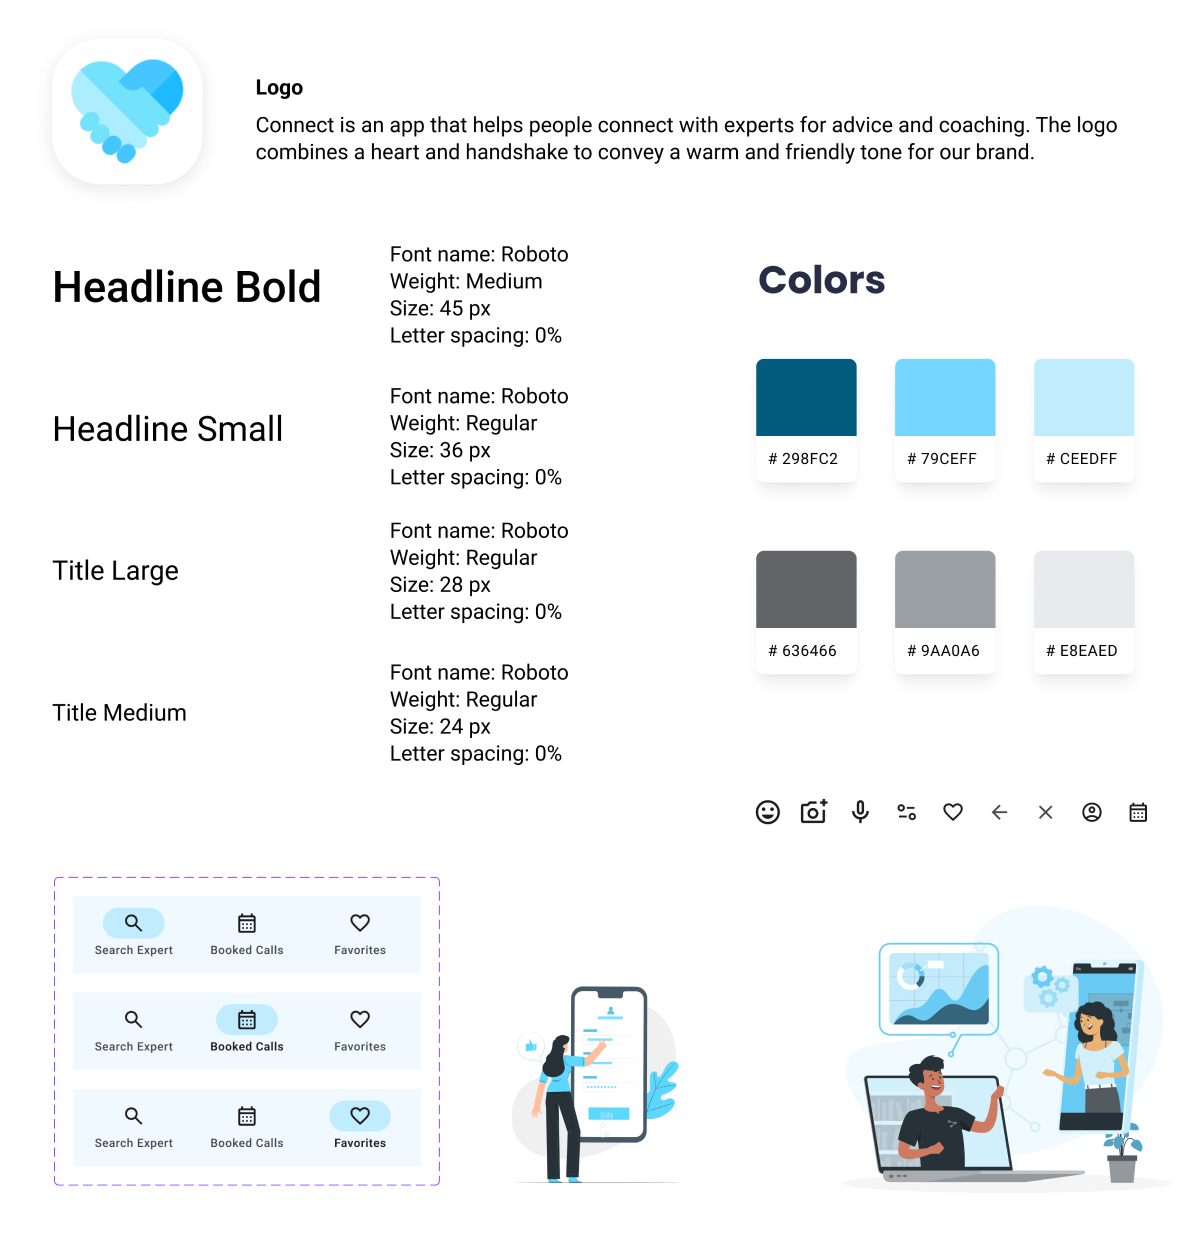 Logo
Connect is an app that helps people connect with experts for advice and coaching. The logo
combines a heart and handshake to convey a warm and friendly tone for our brand.
Headline Bold
Font name: Roboto
Weight: Medium
Size: 45 px
Letter spacing: 0%
Headline Small
Font name: Roboto
Weight: Regular
Size: 36 px
Letter spacing: 0%
Title Large
Font name: Roboto
Weight: Regular
Size: 28 px
Letter spacing: 0%
Title Medium
Font name: Roboto
Weight: Regular
Size: 24 px
Letter spacing: 0%
Colors
# 298FC2
# 79CEFF
# CEEDFF
# 636466
# 9AA0A6
# E8EAED
Search Expert
Booked Calls
Favorites
Search Expert
Booked Calls
Favorites
Search Expert
Booked Calls
Favorites
SIN